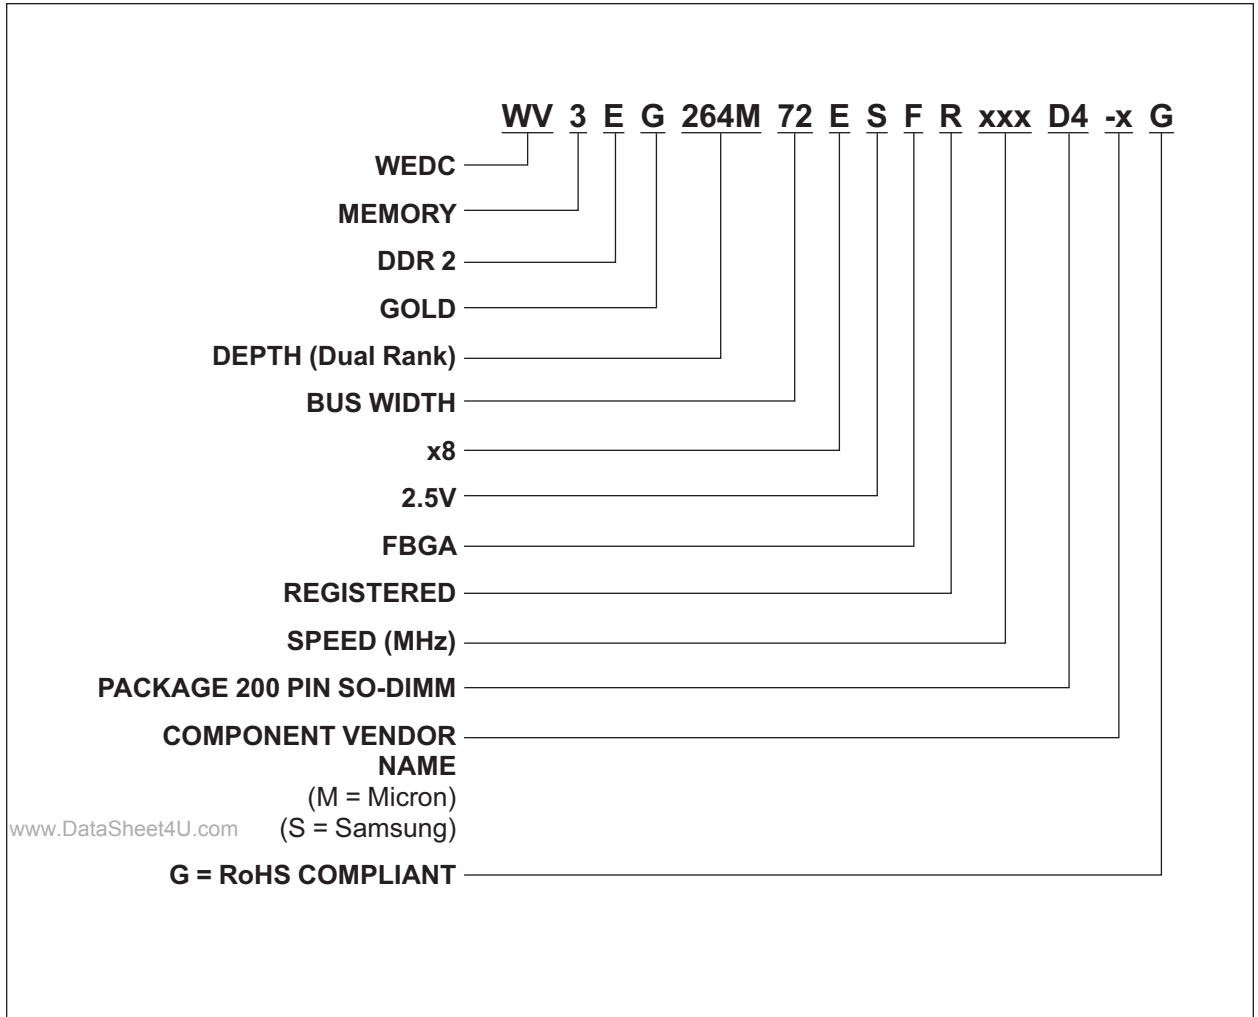 WV 3 E G 264M 72 E S F R xxx D4 -x G
WEDC
MEMORY
DDR 2
GOLD
DEPTH (Dual Rank)
BUS WIDTH
x8
2.5V
FBGA
REGISTERED
SPEED (MHz)
PACKAGE 200 PIN SO-DIMM
COMPONENT VENDOR
NAME
(M = Micron)
www.DataSheet4U.com (S = Samsung)
G = RoHS COMPLIANT